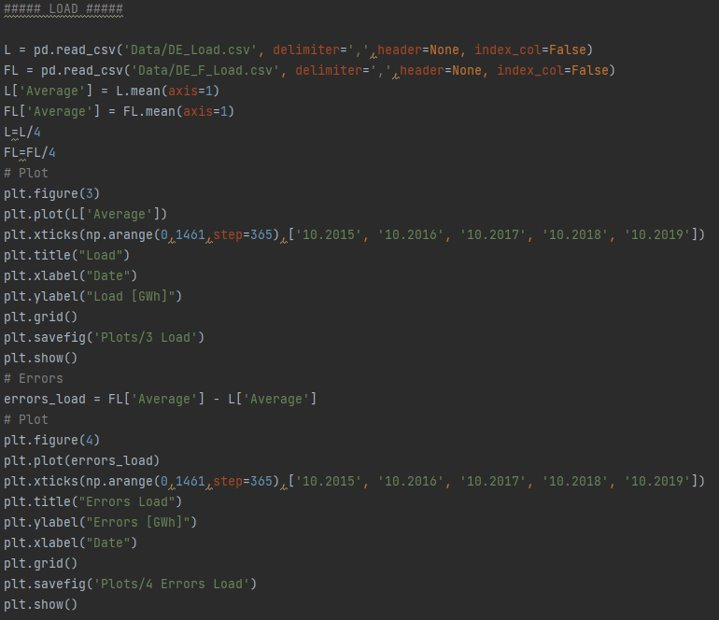 ##### LOAD #####
L = pd.read_csv('Data/DE_Load.csv', delimiter=',',header=None, index_col=False)
FL = pd.read_csv('Data/DE_F_Load.csv', delimiter=',',header=None, index_col=False)
L['Average'] = L.mean(axis=1)
FL['Average'] = FL.mean(axis=1)
L=L/4
FL=FL/4
# Plot
plt.figure(3)
plt.plot(L['Average'])
plt.xticks(np.arange(0,1461,step=365),['10.2015', '10.2016', '10.2017', '10.2018', '10.2019'])
plt.title("Load")
plt.xlabel("Date")
plt.ylabel("Load [GWh]")
plt.grid()
plt.savefig('Plots/3 Load')
plt.show()
# Errors
errors_load = FL['Average'] - L['Average']
# Plot
plt.figure(4)
plt.plot(errors_load)
plt.xticks(np.arange(0,1461,step=365),['10.2015', '10.2016', '10.2017', '10.2018', '10.2019'])
plt.title("Errors Load")
plt.ylabel("Errors [GWh]")
plt.xlabel("Date")
plt.grid()
plt.savefig('Plots/4 Errors Load')
plt.show()